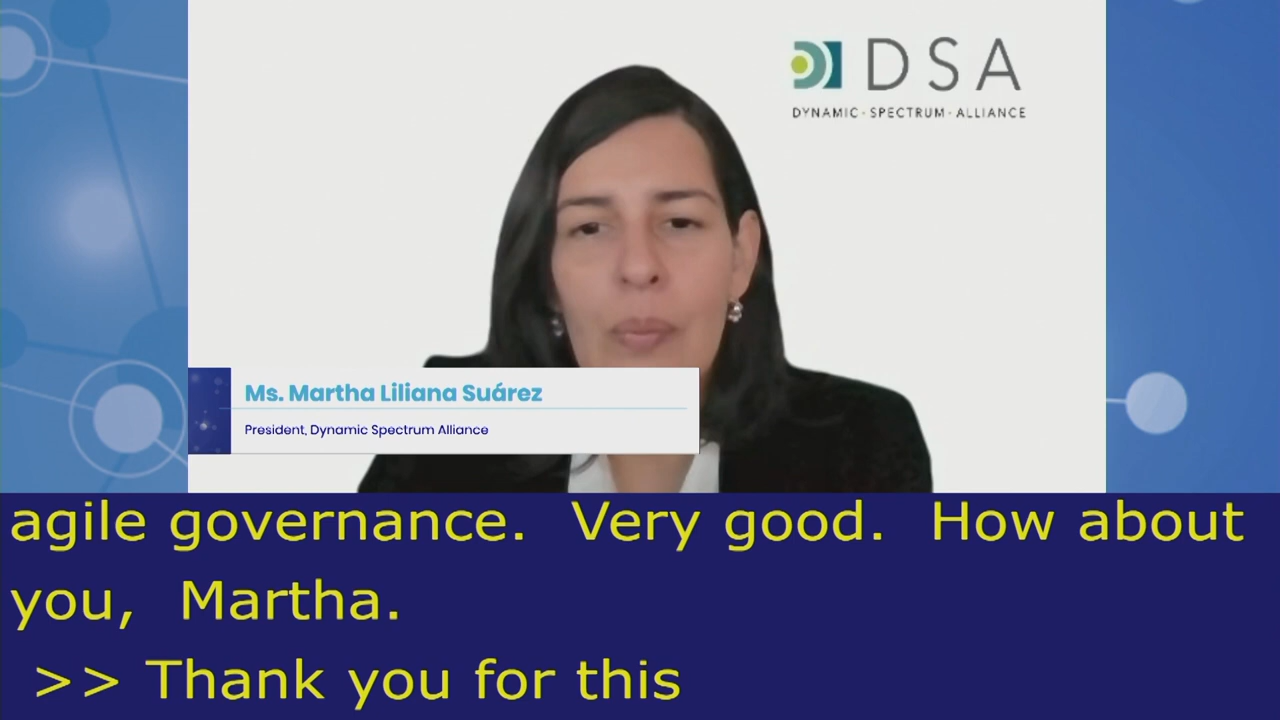 DSA
DYNAMIC·SPECTRUM·ALLIANCE
Ms. Martha Liliana Suárez
President, Dynamic Spectrum Alliance
agile governance. Very good. How about
you, Martha.
>> Thank you for this